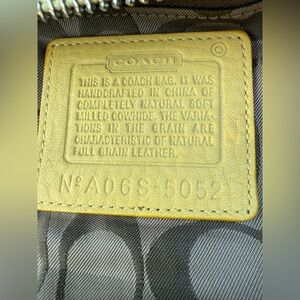 COACH
THIS IS A COACH BAG. IT WAS
HANDCRAFTED IN CHINA OF
COMPLETELY NATURAL SOFT
MILLED COWHIDE. THE VARIA-
TIONS IN THE GRAIN ARE
CHARACTERISTIC OF NATURAL
FULL GRAIN LEATHER.
Nº A06S-5052